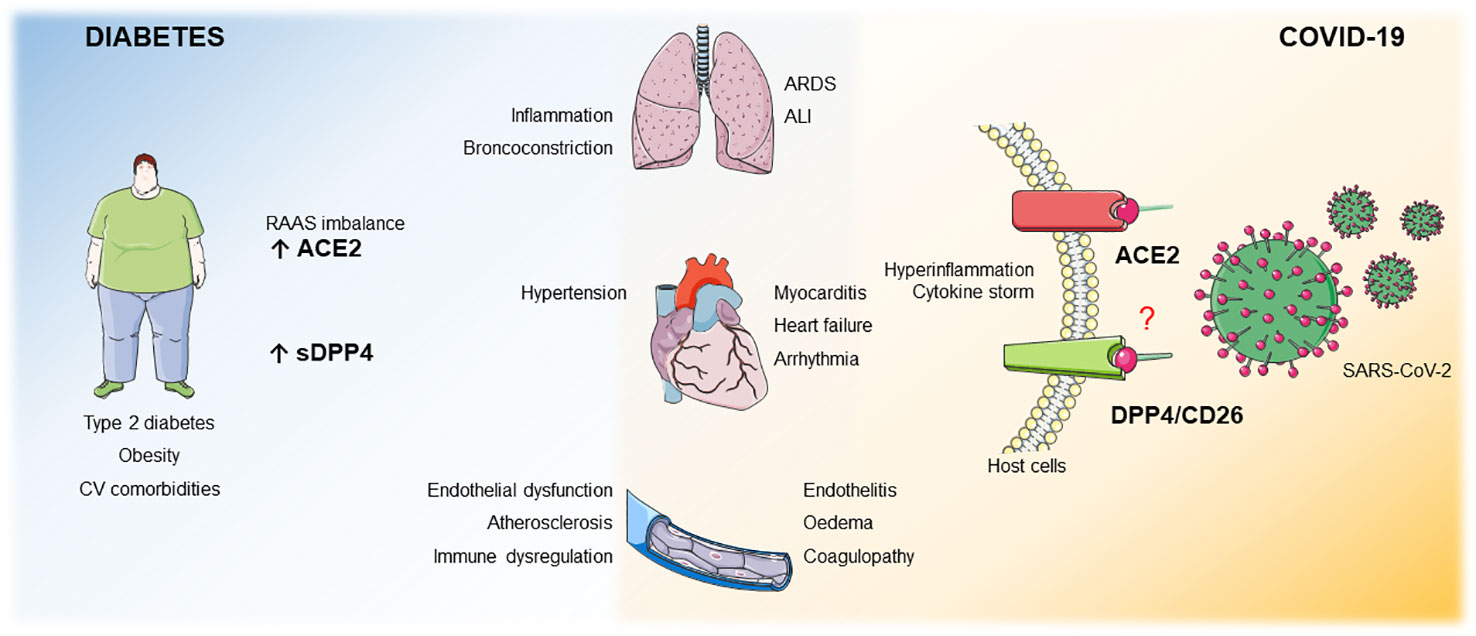 DIABETES
COVID-19
ARDS
ALI
Inflammation
Broncoconstriction
RAAS imbalance
↑ ACE2
↑ sDPP4
Type 2 diabetes
Obesity
CV comorbidities
Hypertension
Myocarditis
Heart failure
Arrhythmia
Endothelial dysfunction
Atherosclerosis
Immune dysregulation
Endothelitis
Oedema
Coagulopathy
Hyperinflammation
Cytokine storm
ACE2
?
DPP4/CD26
Host cells
SARS-CoV-2